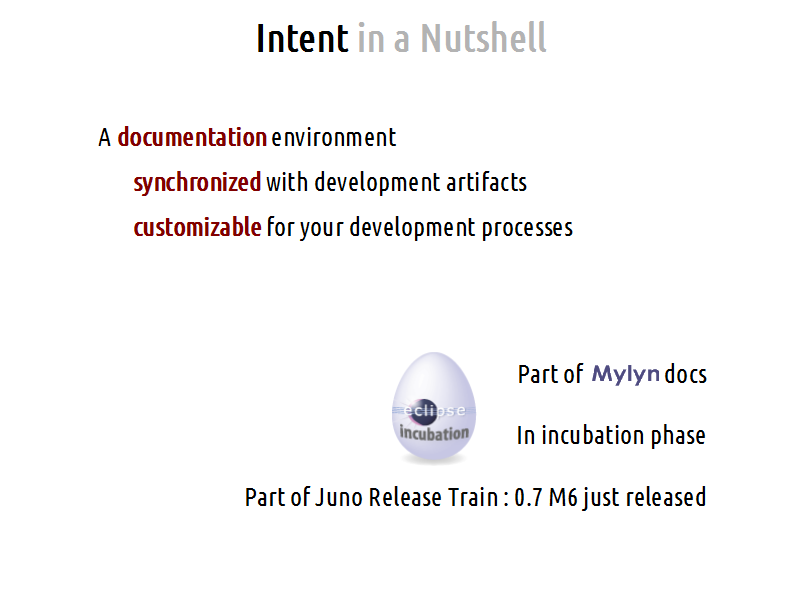 Intent in a Nutshell
A documentation environment
synchronized with development artifacts
customizable for your development processes
Part of Mylyn docs
eclipse
incubation
In incubation phase
Part of Juno Release Train : 0.7 M6 just released